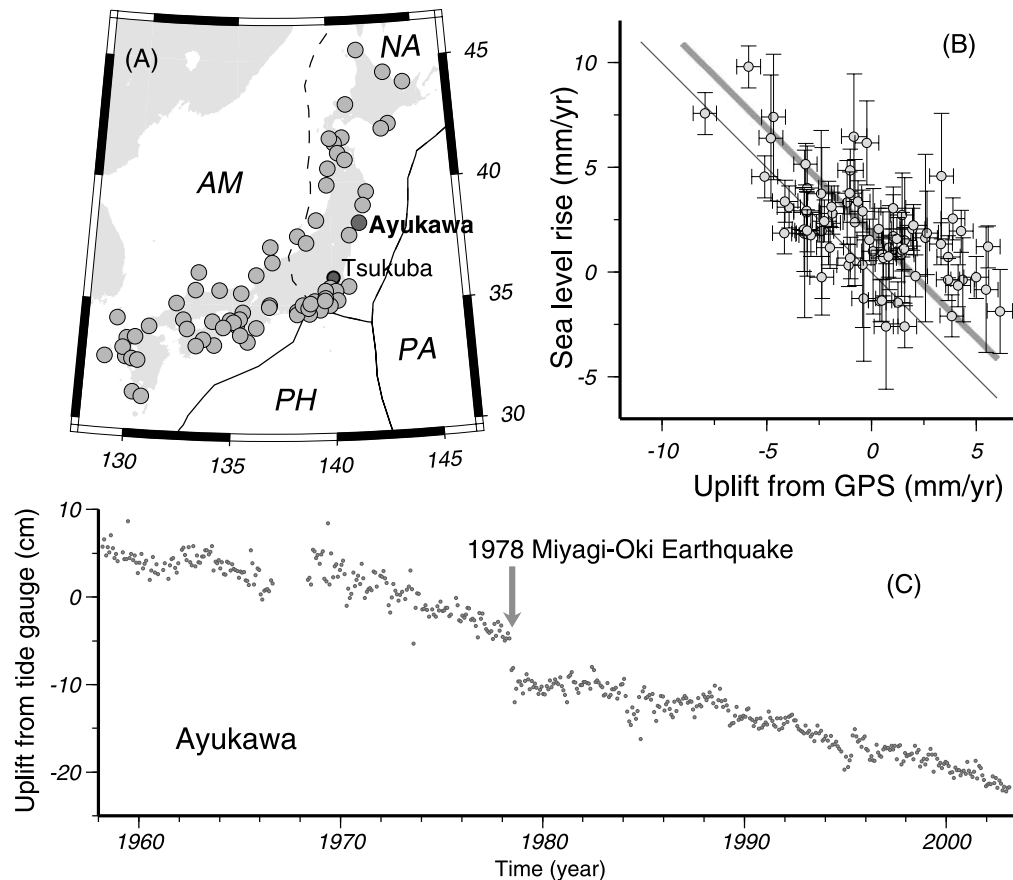 (A)
NA
45
AM
40
Ayukawa
Tsukuba
35
PA
PH
30
130
135
140
145
(B)
10
5
0
-5
Sea level rise (mm/yr)
-10
-5
0
5
Uplift from GPS (mm/yr)
10
0
-10
-20
Uplift from tide gauge (cm)
1978 Miyagi-Oki Earthquake
(C)
Ayukawa
1960
1970
1980
1990
2000
Time (year)